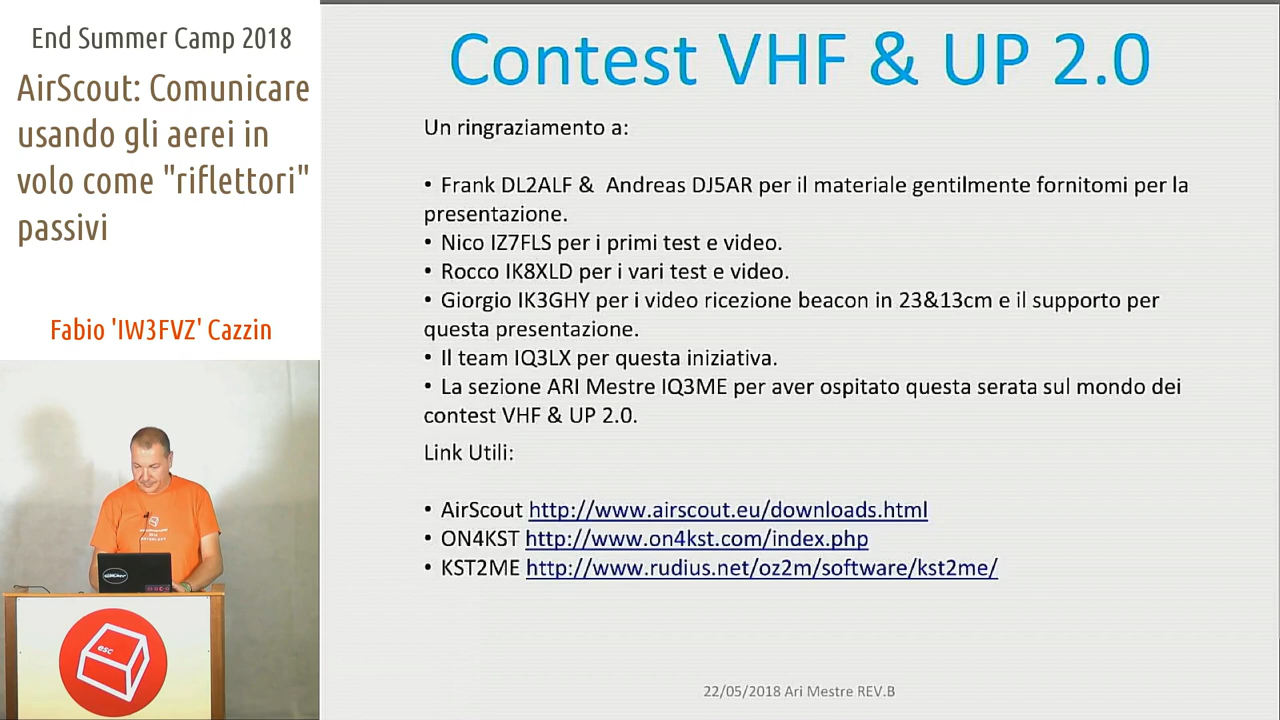 End Summer Camp 2018
AirScout: Comunicare
usando gli aerei in
volo come "riflettori"
passivi
Fabio 'IW3FVZ' Cazzin
esc
Contest VHF & UP 2.0
Un ringraziamento a:
• Frank DL2ALF & Andreas DJ5AR per il materiale gentilmente fornitomi per la
presentazione.
• Nico IZ7FLS per i primi test e video.
• Rocco IK8XLD per i vari test e video.
• Giorgio IK3GHY per i video ricezione beacon in 23&13cm e il supporto per
questa presentazione.
• Il team IQ3LX per questa iniziativa.
• La sezione ARI Mestre IQ3ME per aver ospitato questa serata sul mondo dei
contest VHF & UP 2.0.
Link Utili:
• AirScout http://www.airscout.eu/downloads.html
• ON4KST http://www.on4kst.com/index.php
• KST2ME http://www.rudius.net/oz2m/software/kst2me/
22/05/2018 Ari Mestre REV.B